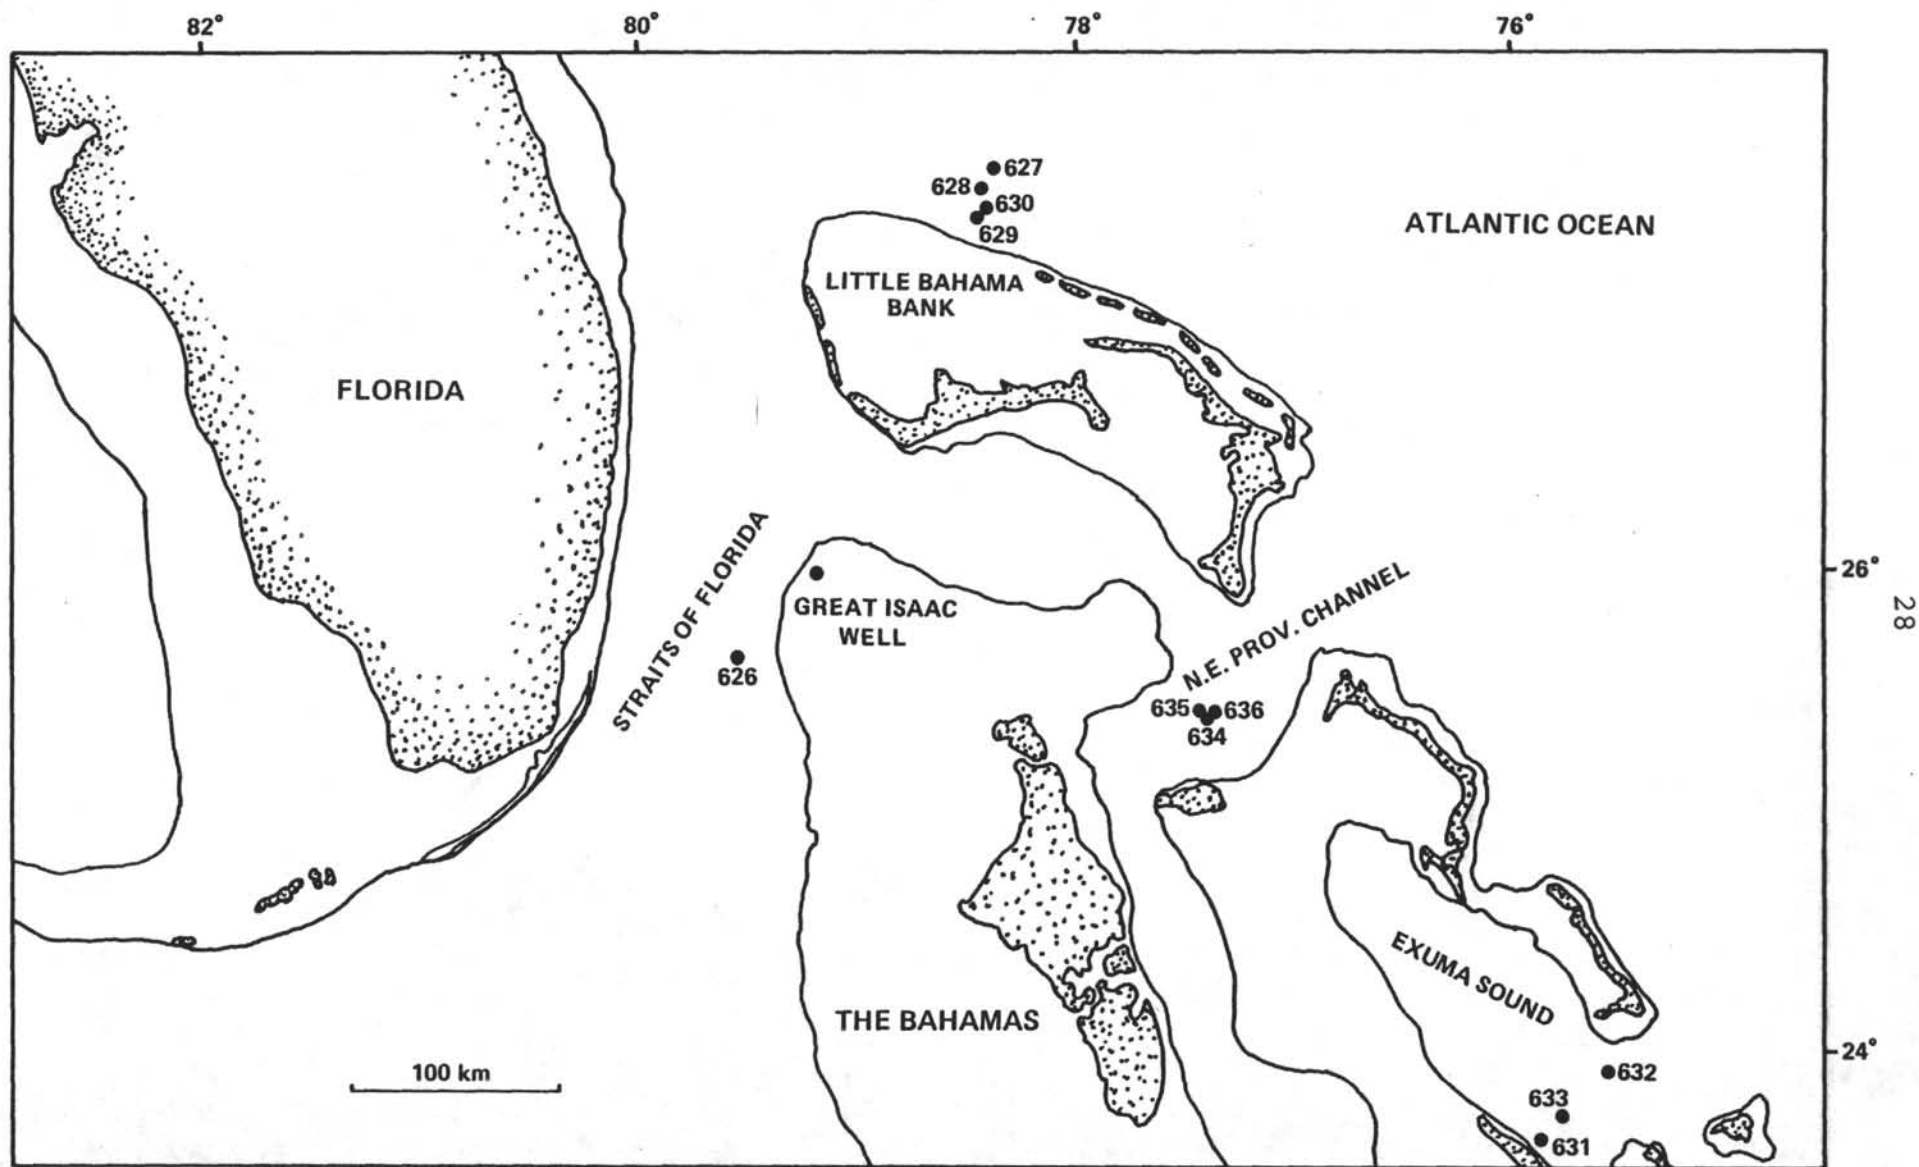 82°
80°
78°
76°
627
628
630
629
ATLANTIC OCEAN
LITTLE BAHAMA
BANK
FLORIDA
26°
STRAITS OF FLORIDA
GREAT ISAAC
WELL
N.E. PROV. CHANNEL
28
626
635
636
634
EXUMA SOUND
THE BAHAMAS
24°
100 km
632
633
631